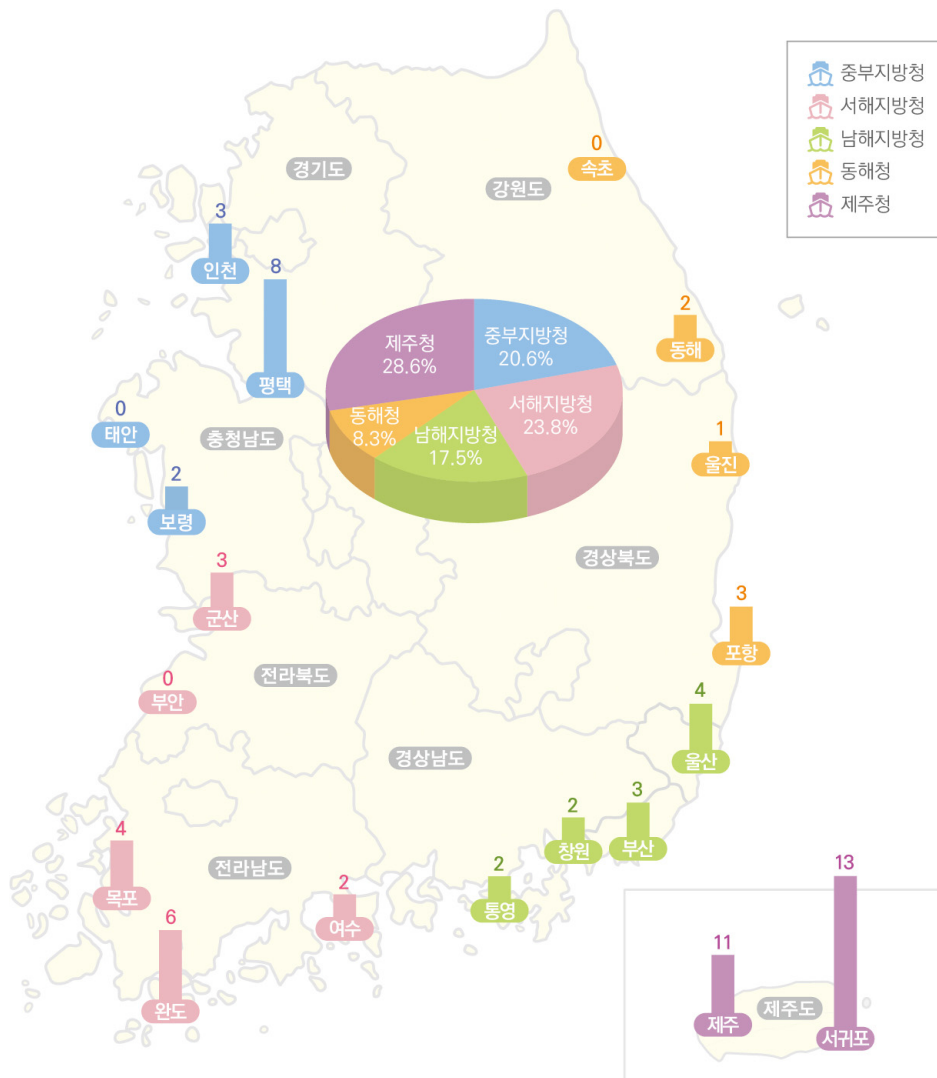 중부지방청
서해지방청
남해지방청
동해청
제주청
0
속초
경기도
강원도
3
인천
8
평택
2
동해
제주청
28.6%
중부지방청
20.6%
서해지방청
23.8%
동해청
8.3%
남해지방청
17.5%
0
태안
충청남도
1
울진
2
보령
경상북도
3
군산
3
포항
전라북도
0
부안
4
울산
경상남도
2
창원
3
부산
4
목포
전라남도
2
여수
2
통영
6
완도
13
서귀포
11
제주
제주도